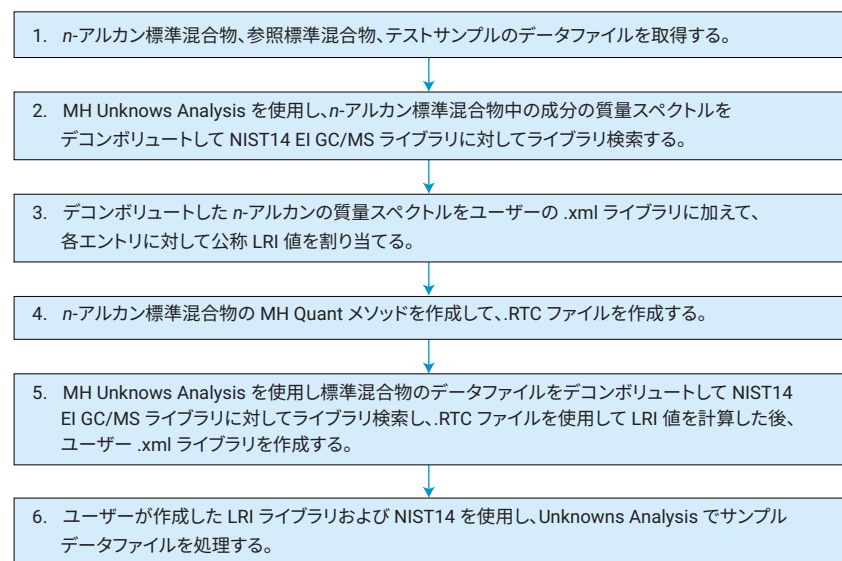 1. n-アルカン標準混合物、参照標準混合物、テストサンプルのデータファイルを取得する。
2. MH Unknows Analysis を使用し、n-アルカン標準混合物中の成分の質量スペクトルを
デコンボリュートして NIST14 EI GC/MS ライブラリに対してライブラリ検索する。
3. デコンボリュートした n-アルカンの質量スペクトルをユーザーの .xml ライブラリに加えて、
各エントリに対して公称 LRI 値を割り当てる。
4. n-アルカン標準混合物の MH Quant メソッドを作成して、.RTC ファイルを作成する。
5. MH Unknows Analysis を使用し標準混合物のデータファイルをデコンボリュートして NIST14
EI GC/MS ライブラリに対してライブラリ検索し、.RTC ファイルを使用して LRI 値を計算した後、
ユーザー .xml ライブラリを作成する。
6. ユーザーが作成した LRI ライブラリおよび NIST14 を使用し、Unknowns Analysis でサンプル
データファイルを処理する。